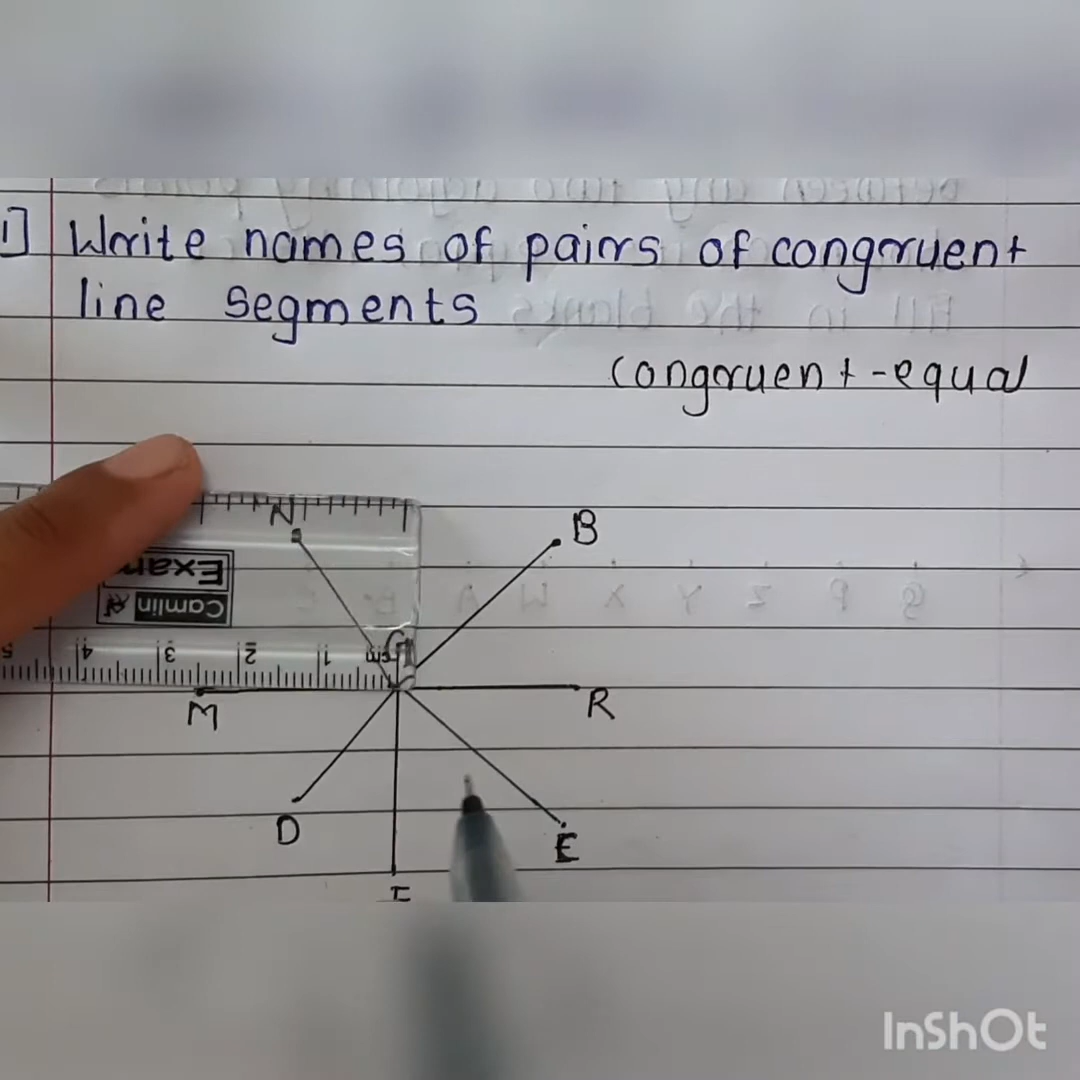 1] Write names of pairs of congruent
line segments
congruent - equal
N
B
Exam
Camlin
G
5 4 3 2 1 cm
M
R
D
E
InShOt